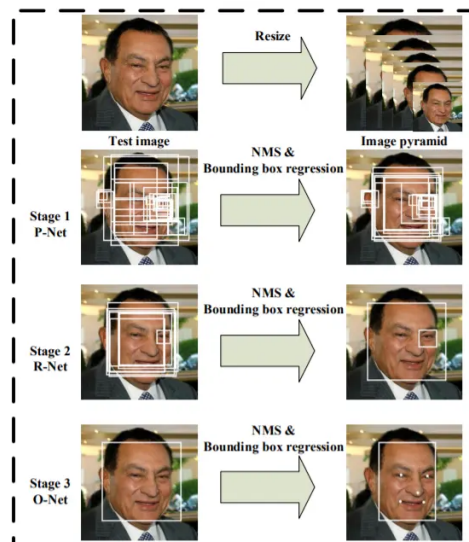 Resize
Test image
Image pyramid
NMS &
Bounding box regression
Stage 1
P-Net
NMS &
Bounding box regression
Stage 2
R-Net
NMS &
Bounding box regression
Stage 3
O-Net